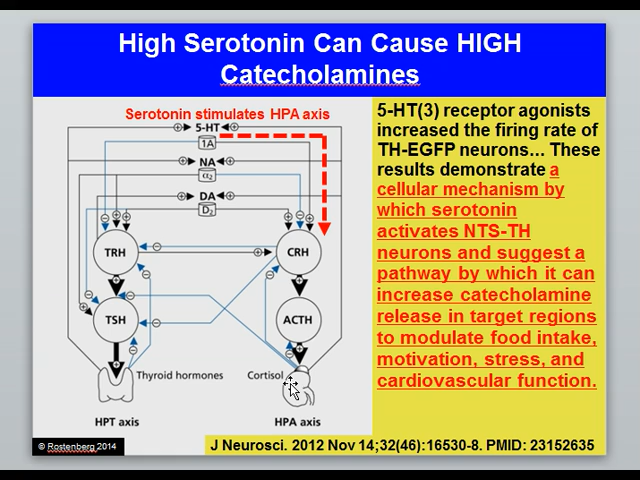 High Serotonin Can Cause HIGH
Catecholamines
Serotonin stimulates HPA axis
5-HT
1A
NA
α2
DA
D2
TRH
CRH
TSH
ACTH
Thyroid hormones
Cortisol
HPT axis
HPA axis
5-HT(3) receptor agonists
increased the firing rate of
TH-EGFP neurons... These
results demonstrate a
cellular mechanism by
which serotonin
activates NTS-TH
neurons and suggest a
pathway by which it can
increase catecholamine
release in target regions
to modulate food intake,
motivation, stress, and
cardiovascular function.
© Rostenberg 2014
J Neurosci. 2012 Nov 14;32(46):16530-8. PMID: 23152635